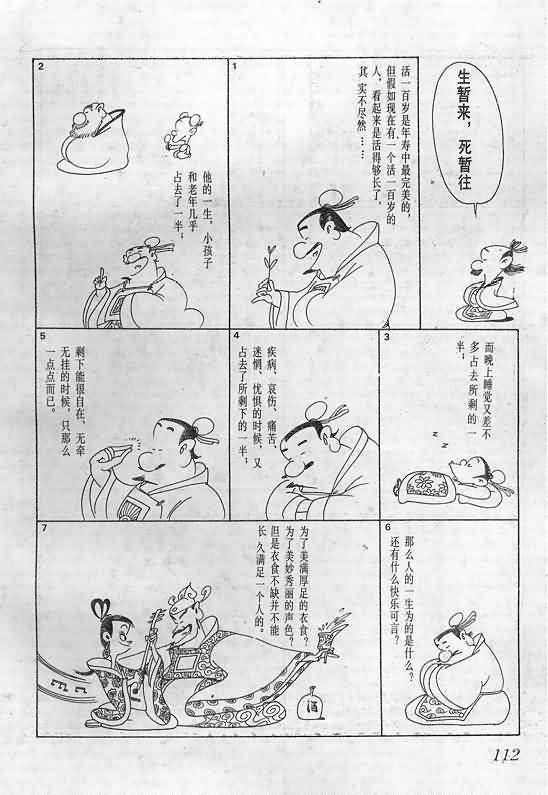 生暂来，死暂往
1
活一百岁是年寿中最完美的，
但假如现在有一个活一百岁的
人，看起来是活得够长了，
其实不尽然……
2
他的一生，小孩子
和老年几乎
占去了一半；
3
而晚上睡觉又差不
多占去所剩的一
半；
z
z
4
疾病、哀伤、痛苦、
迷惘、忧惧的时候，又
占去了所剩下的一半；
5
剩下能很自在、无牵
无挂的时候，只那么
一点点而已。
6
那么人的一生为的是什么？
还有什么快乐可言？
7
为了美满厚足的衣食？
为了美妙秀丽的声色？
但是衣食不缺并不能
长久满足一个人的。
酒
112